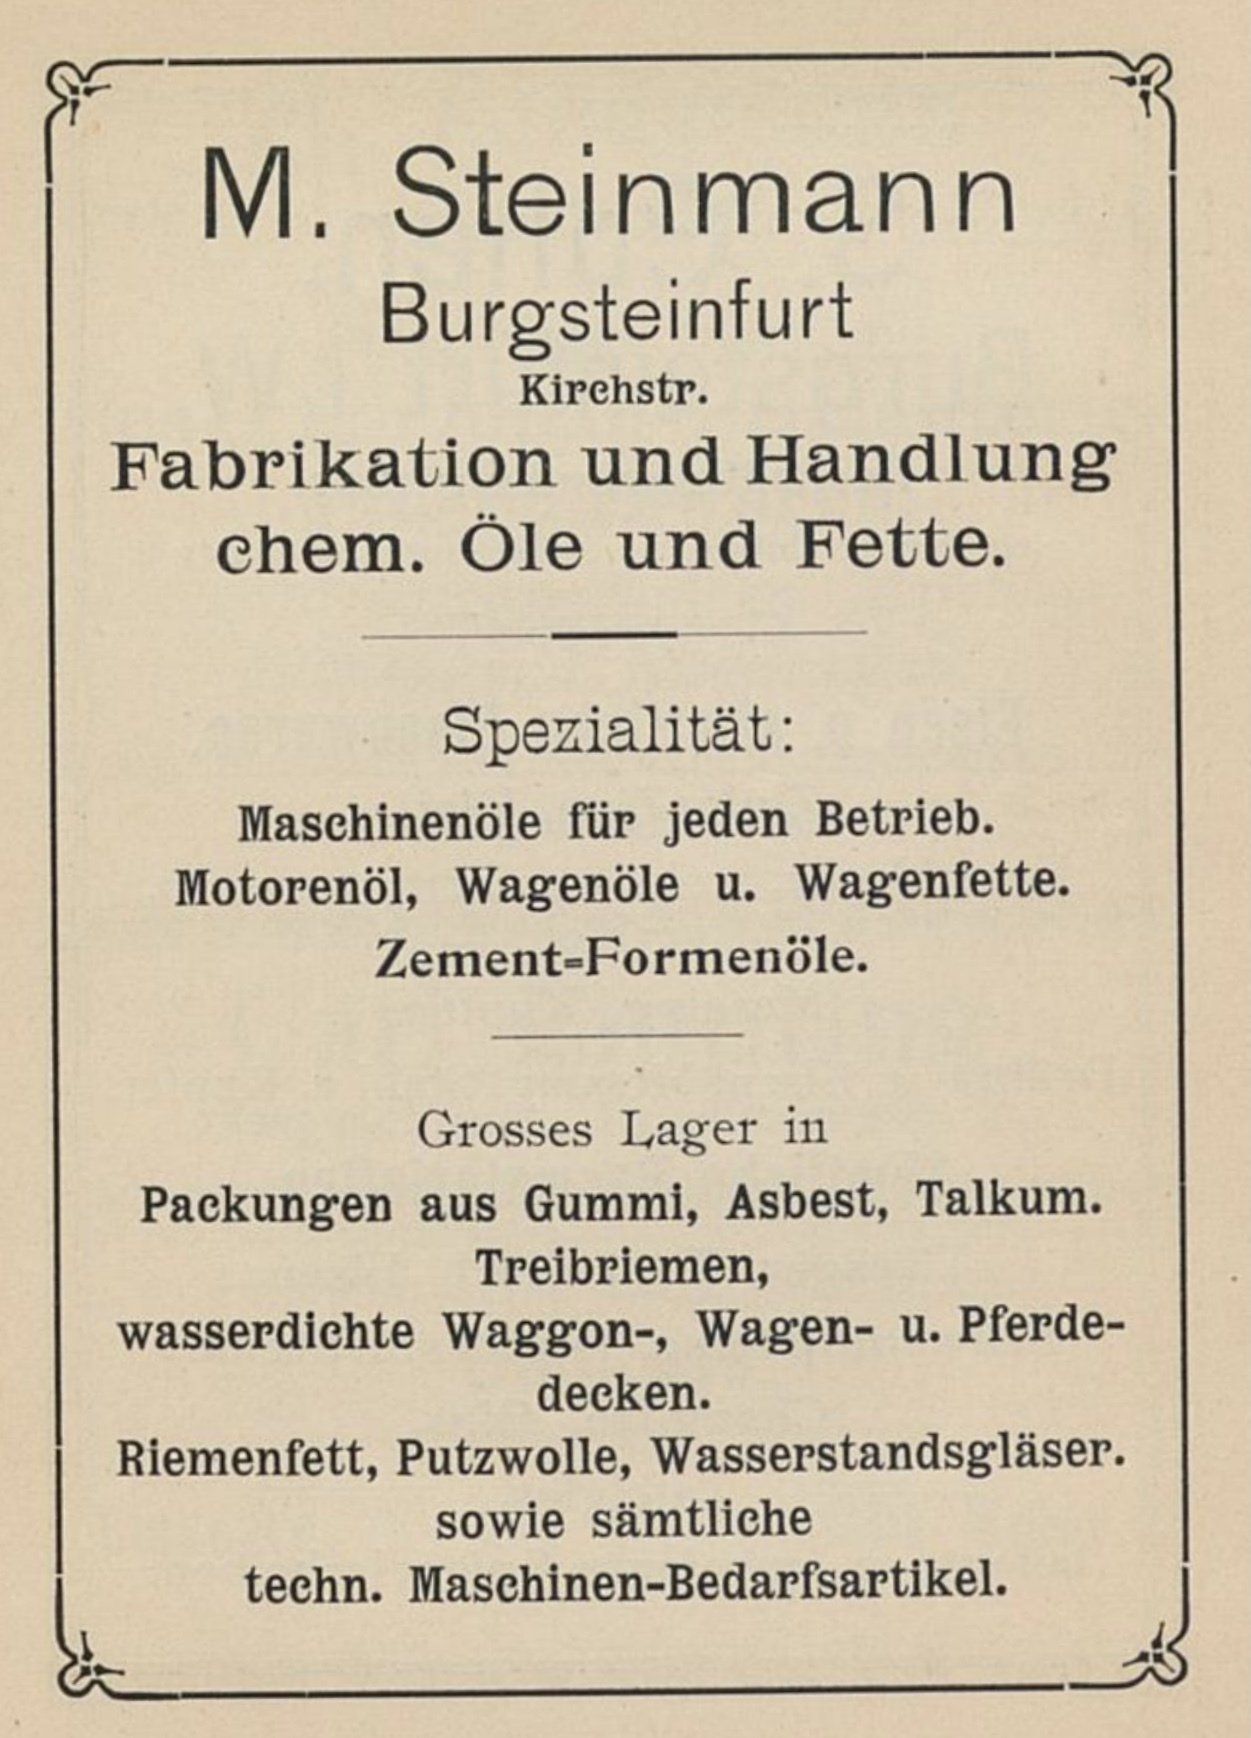 M. Steinmann
Burgsteinfurt
Kirchstr.
Fabrikation und Handlung
chem. Öle und Fette.
Spezialität:
Maschinenöle für jeden Betrieb.
Motorenöl, Wagenöle u. Wagenfette.
Zement-Formenöle.
Grosses Lager in
Packungen aus Gummi, Asbest, Talkum.
Treibriemen,
wasserdichte Waggon-, Wagen- u. Pferde-
decken.
Riemenfett, Putzwolle, Wasserstandsgläser.
sowie sämtliche
techn. Maschinen-Bedarfsartikel.